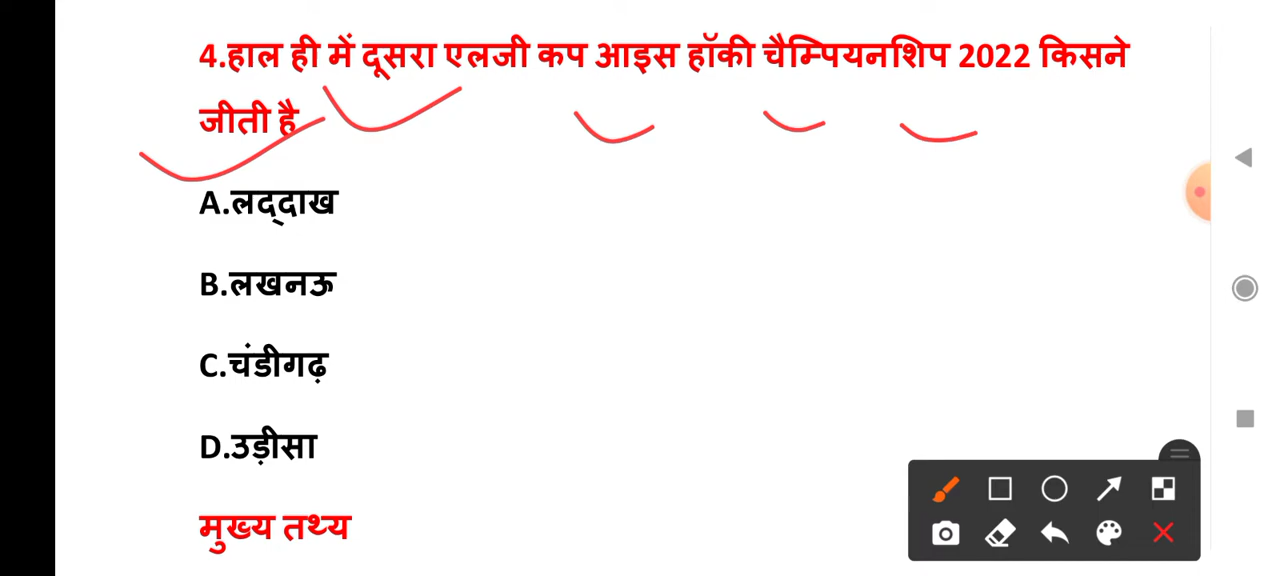 4.हाल ही में दूसरा एलजी कप आइस हॉकी चैम्पियनशिप 2022 किसने
जीती है
A.लद्दाख
B.लखनऊ
C.चंडीगढ़
D.उड़ीसा
मुख्य तथ्य